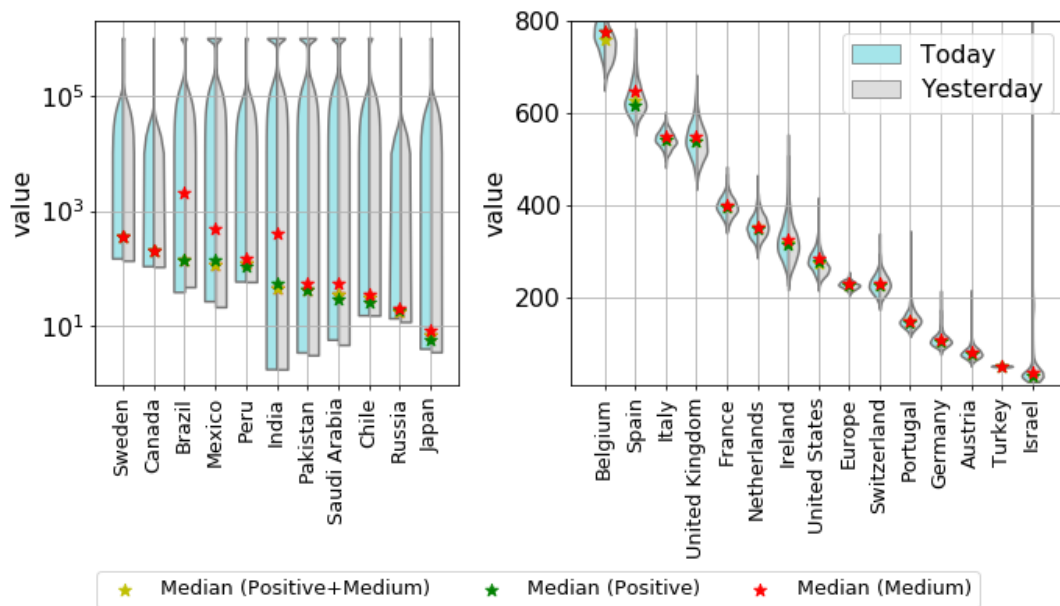 value
10^5
10^3
10^1
Sweden
Canada
Brazil
Mexico
Peru
India
Pakistan
Saudi Arabia
Chile
Russia
Japan
value
800
600
400
200
Today
Yesterday
Belgium
Spain
Italy
United Kingdom
France
Netherlands
Ireland
United States
Europe
Switzerland
Portugal
Germany
Austria
Turkey
Israel
Median (Positive+Medium)
Median (Positive)
Median (Medium)